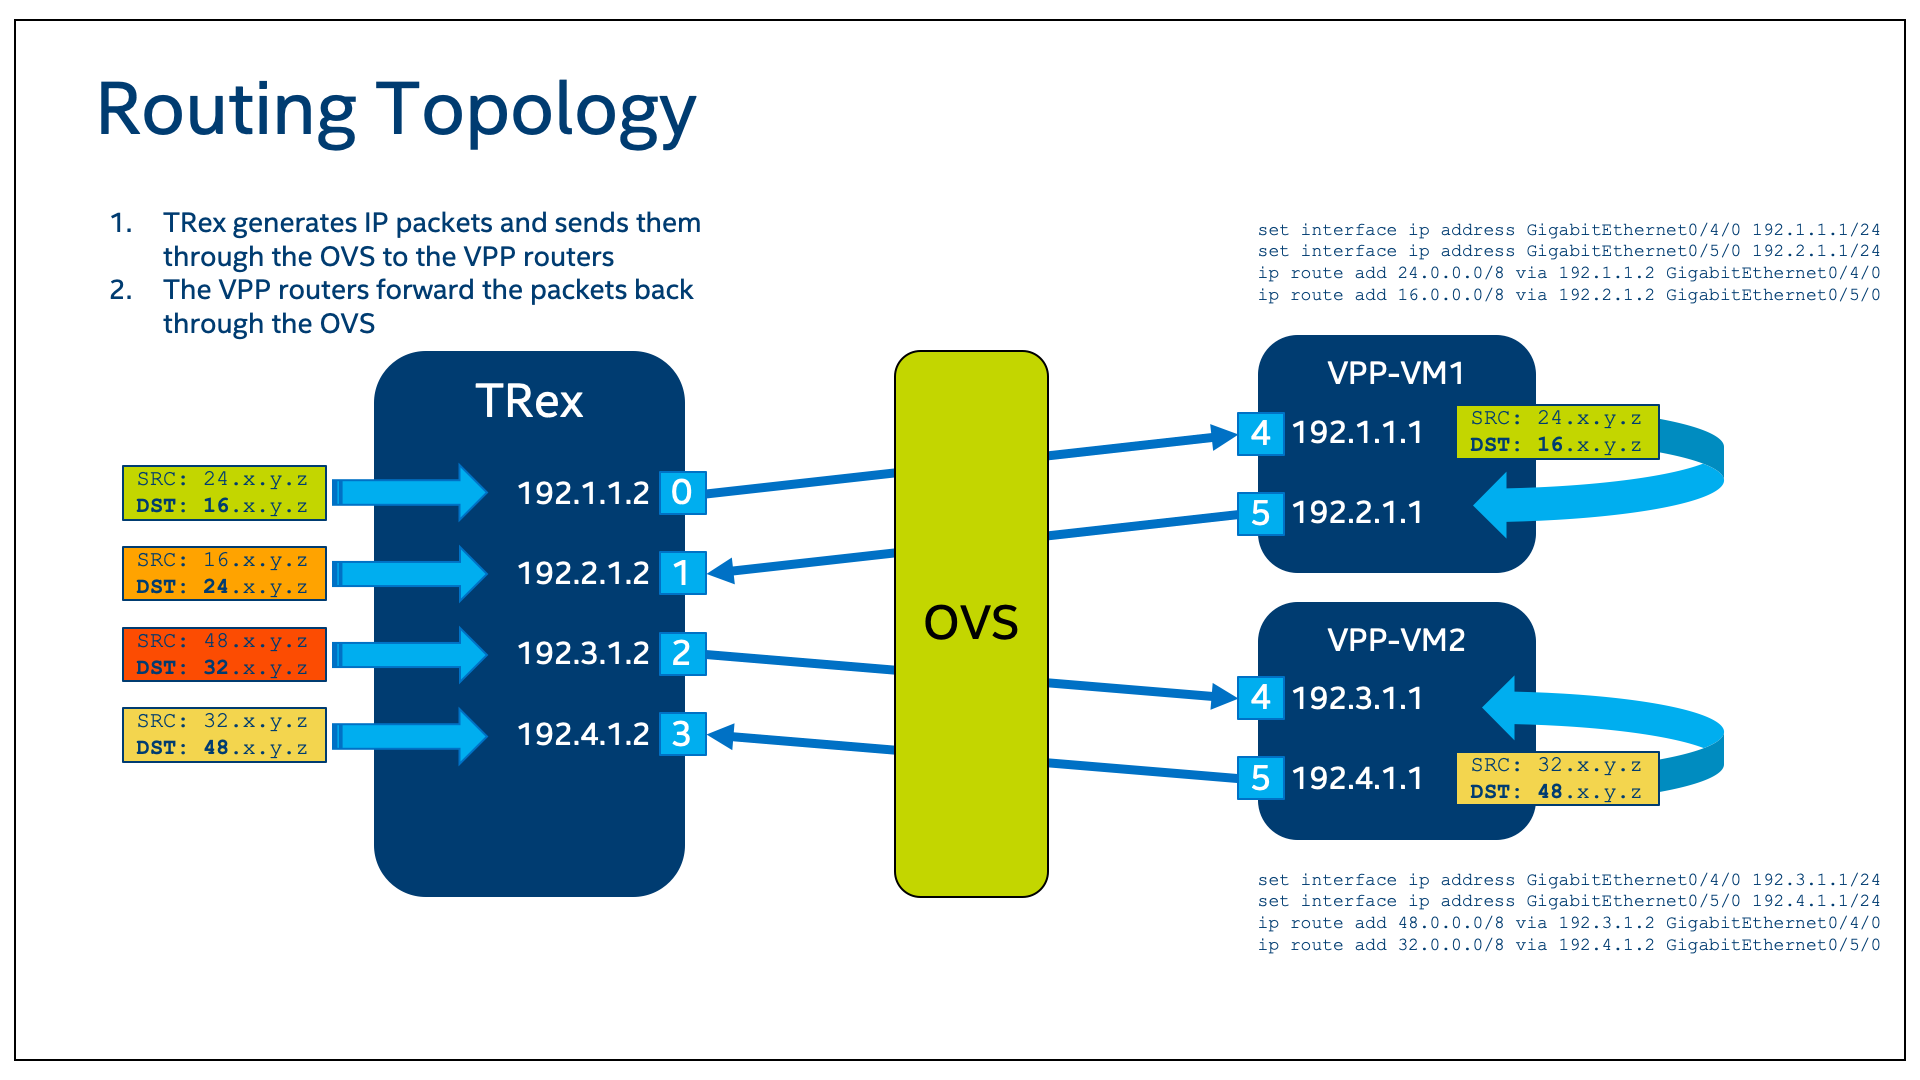 Routing Topology
1. TRex generates IP packets and sends them
through the OVS to the VPP routers
2. The VPP routers forward the packets back
through the OVS
set interface ip address GigabitEthernet0/4/0 192.1.1.1/24
set interface ip address GigabitEthernet0/5/0 192.2.1.1/24
ip route add 24.0.0.0/8 via 192.1.1.2 GigabitEthernet0/4/0
ip route add 16.0.0.0/8 via 192.2.1.2 GigabitEthernet0/5/0
TRex
SRC: 24.x.y.z
DST: 16.x.y.z
192.1.1.2 0
SRC: 16.x.y.z
DST: 24.x.y.z
192.2.1.2 1
SRC: 48.x.y.z
DST: 32.x.y.z
192.3.1.2 2
SRC: 32.x.y.z
DST: 48.x.y.z
192.4.1.2 3
OVS
VPP-VM1
4 192.1.1.1
SRC: 24.x.y.z
DST: 16.x.y.z
5 192.2.1.1
VPP-VM2
4 192.3.1.1
5 192.4.1.1
SRC: 32.x.y.z
DST: 48.x.y.z
set interface ip address GigabitEthernet0/4/0 192.3.1.1/24
set interface ip address GigabitEthernet0/5/0 192.4.1.1/24
ip route add 48.0.0.0/8 via 192.3.1.2 GigabitEthernet0/4/0
ip route add 32.0.0.0/8 via 192.4.1.2 GigabitEthernet0/5/0